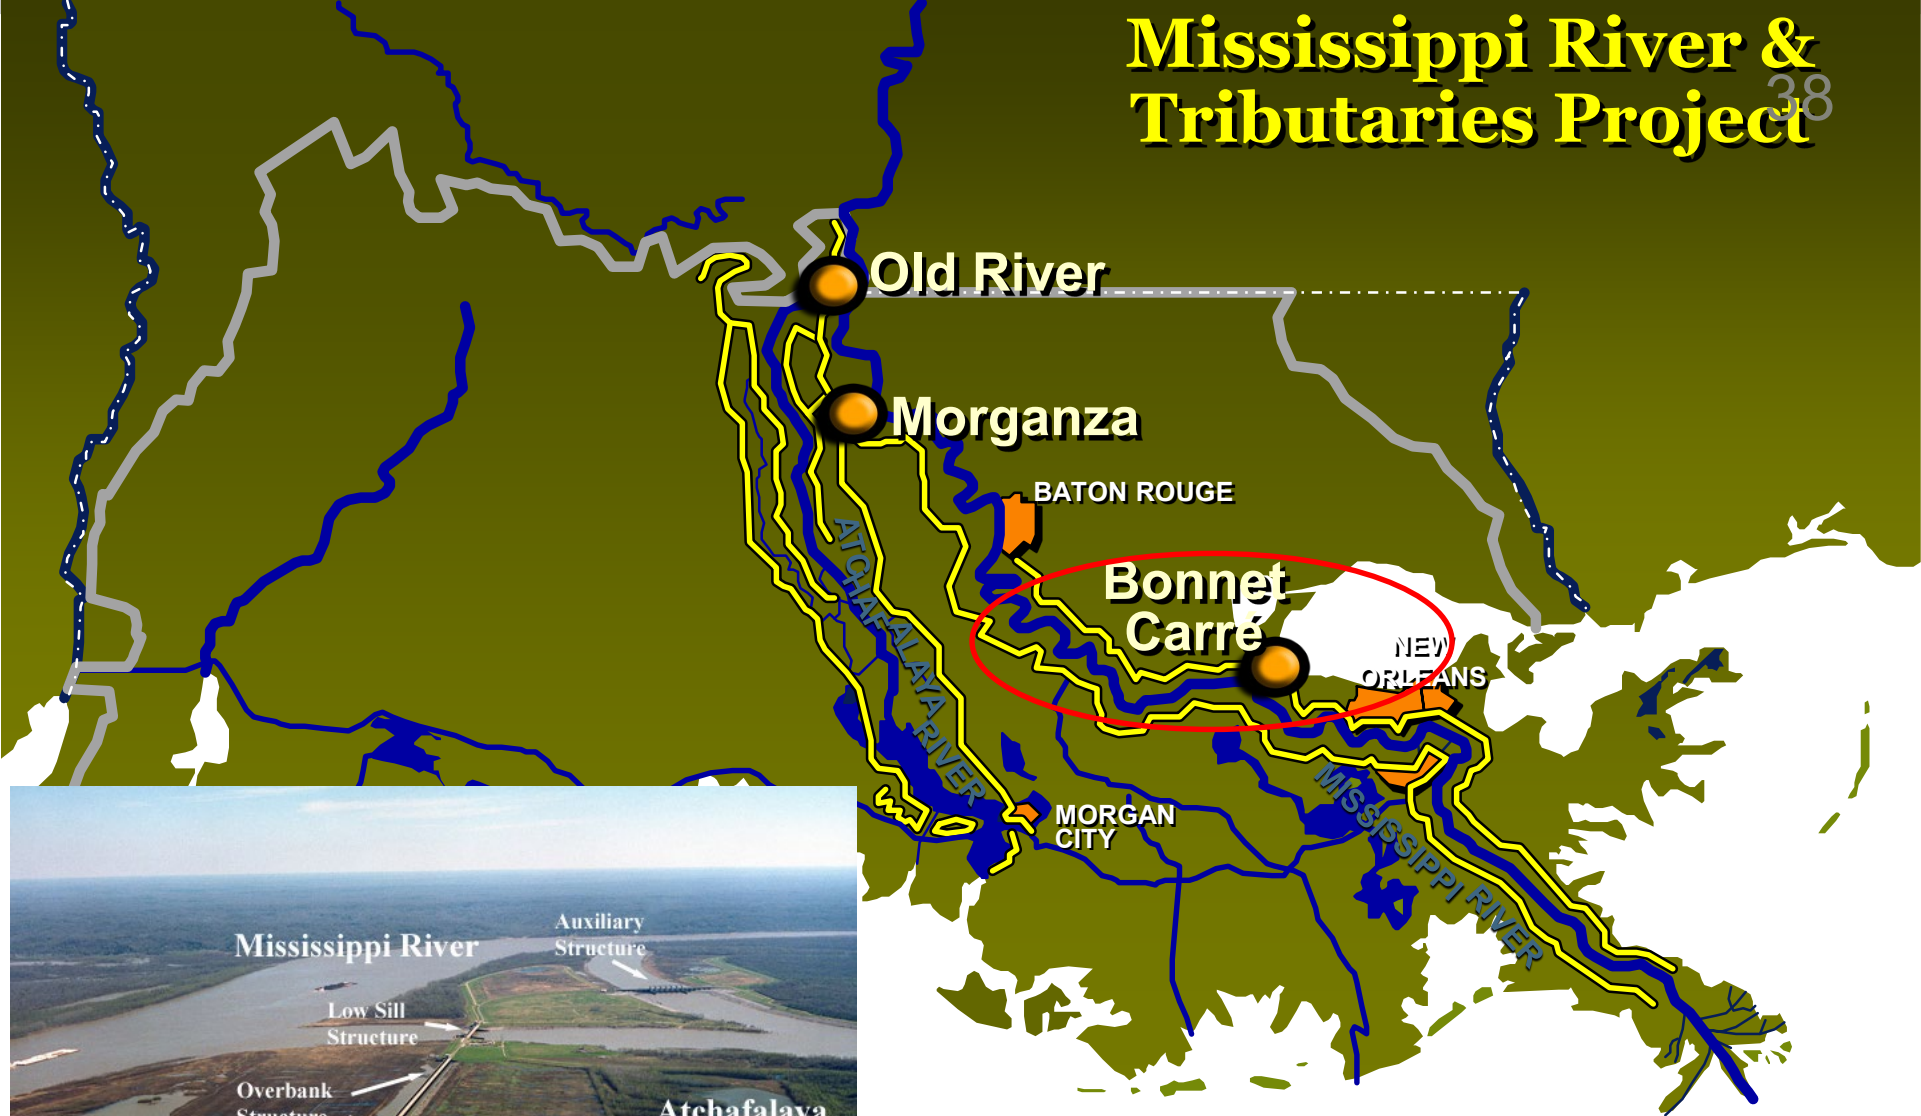 Mississippi River &
Tributaries Project
38
Old River
Morganza
BATON ROUGE
Bonnet
Carré
NEW
ORLEANS
ATCHAFALAYA RIVER
MORGAN
CITY
MISSISSIPPI RIVER
Auxiliary
Structure
Mississippi River
Low Sill
Structure
Overbank
Structure
Atchafalaya